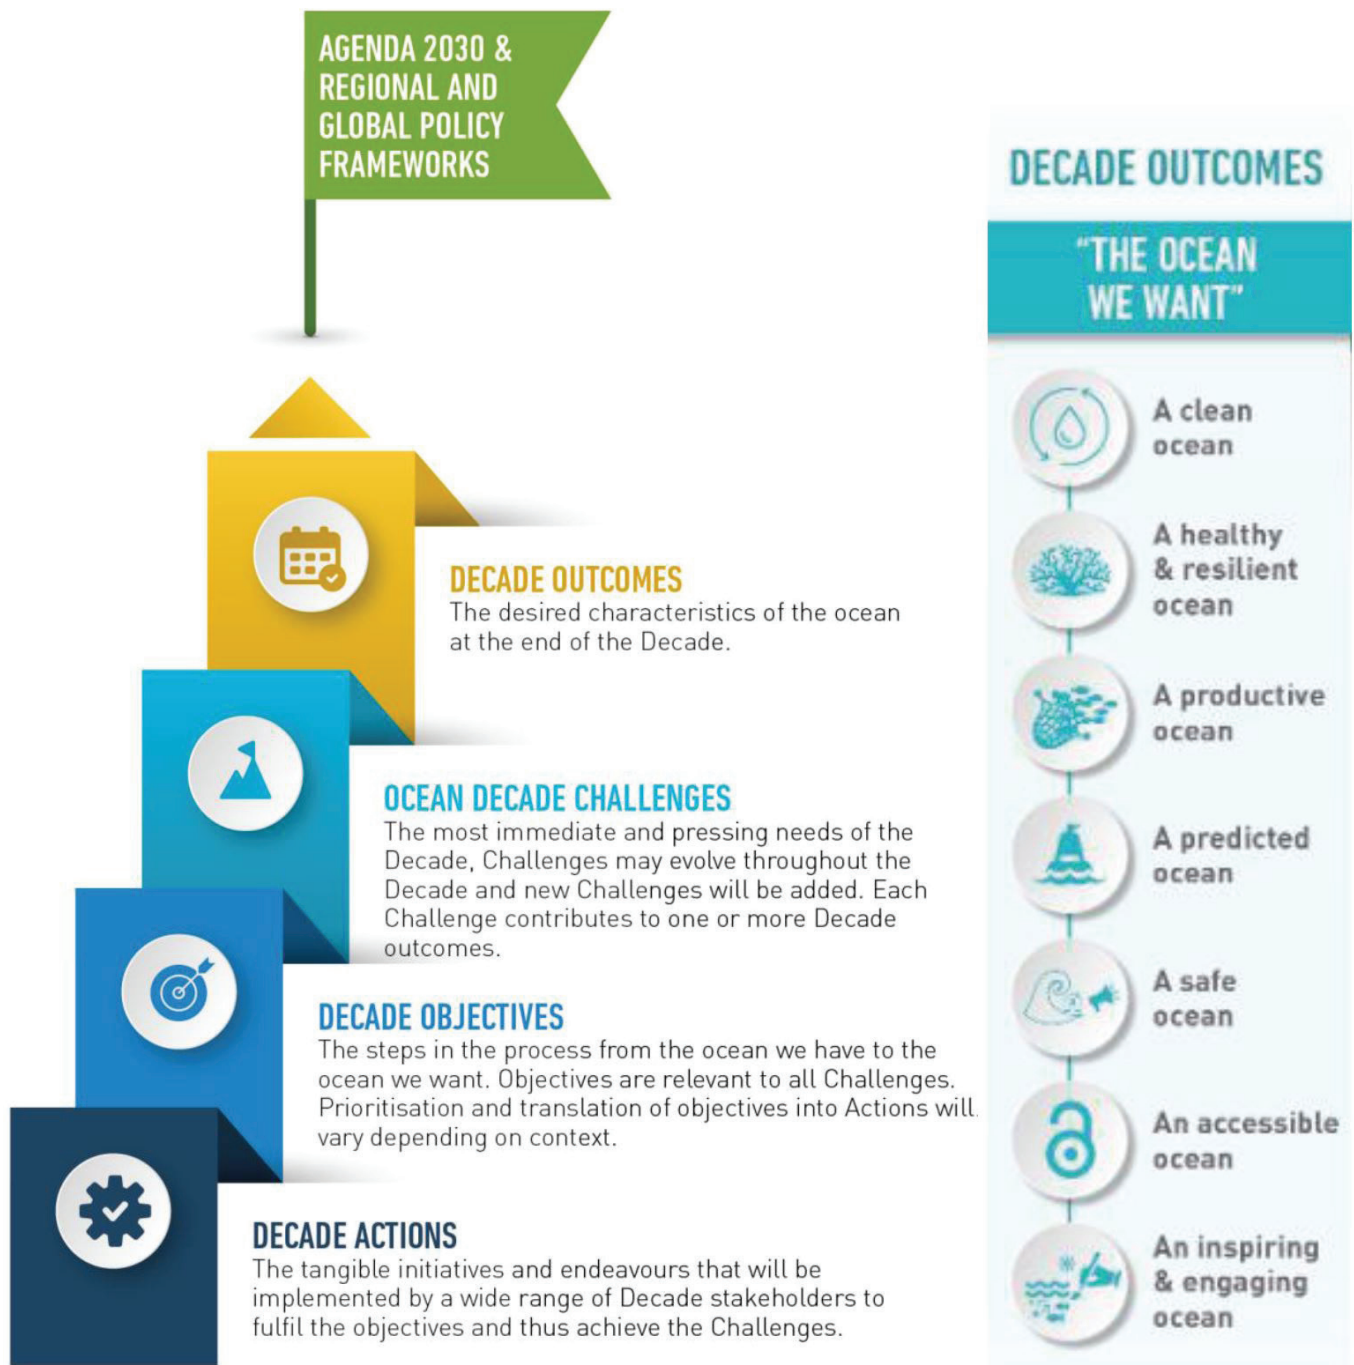 AGENDA 2030 &
REGIONAL AND
GLOBAL POLICY
FRAMEWORKS
DECADE OUTCOMES
The desired characteristics of the ocean
at the end of the Decade.
OCEAN DECADE CHALLENGES
The most immediate and pressing needs of the
Decade, Challenges may evolve throughout the
Decade and new Challenges will be added. Each
Challenge contributes to one or more Decade
outcomes.
DECADE OBJECTIVES
The steps in the process from the ocean we have to the
ocean we want. Objectives are relevant to all Challenges.
Prioritisation and translation of objectives into Actions will
vary depending on context.
DECADE ACTIONS
The tangible initiatives and endeavours that will be
implemented by a wide range of Decade stakeholders to
fulfil the objectives and thus achieve the Challenges.
DECADE OUTCOMES
"THE OCEAN
WE WANT"
A clean
ocean
A healthy
& resilient
ocean
A productive
ocean
A predicted
ocean
A safe
ocean
An accessible
ocean
An inspiring
& engaging
ocean